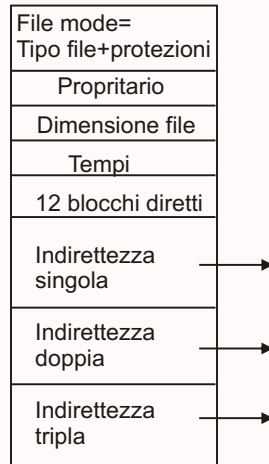 File mode=
Tipo file+protezioni
Propritario
Dimensione file
Tempi
12 blocchi diretti
Indirettezza
singola
Indirettezza
doppia
Indirettezza
tripla